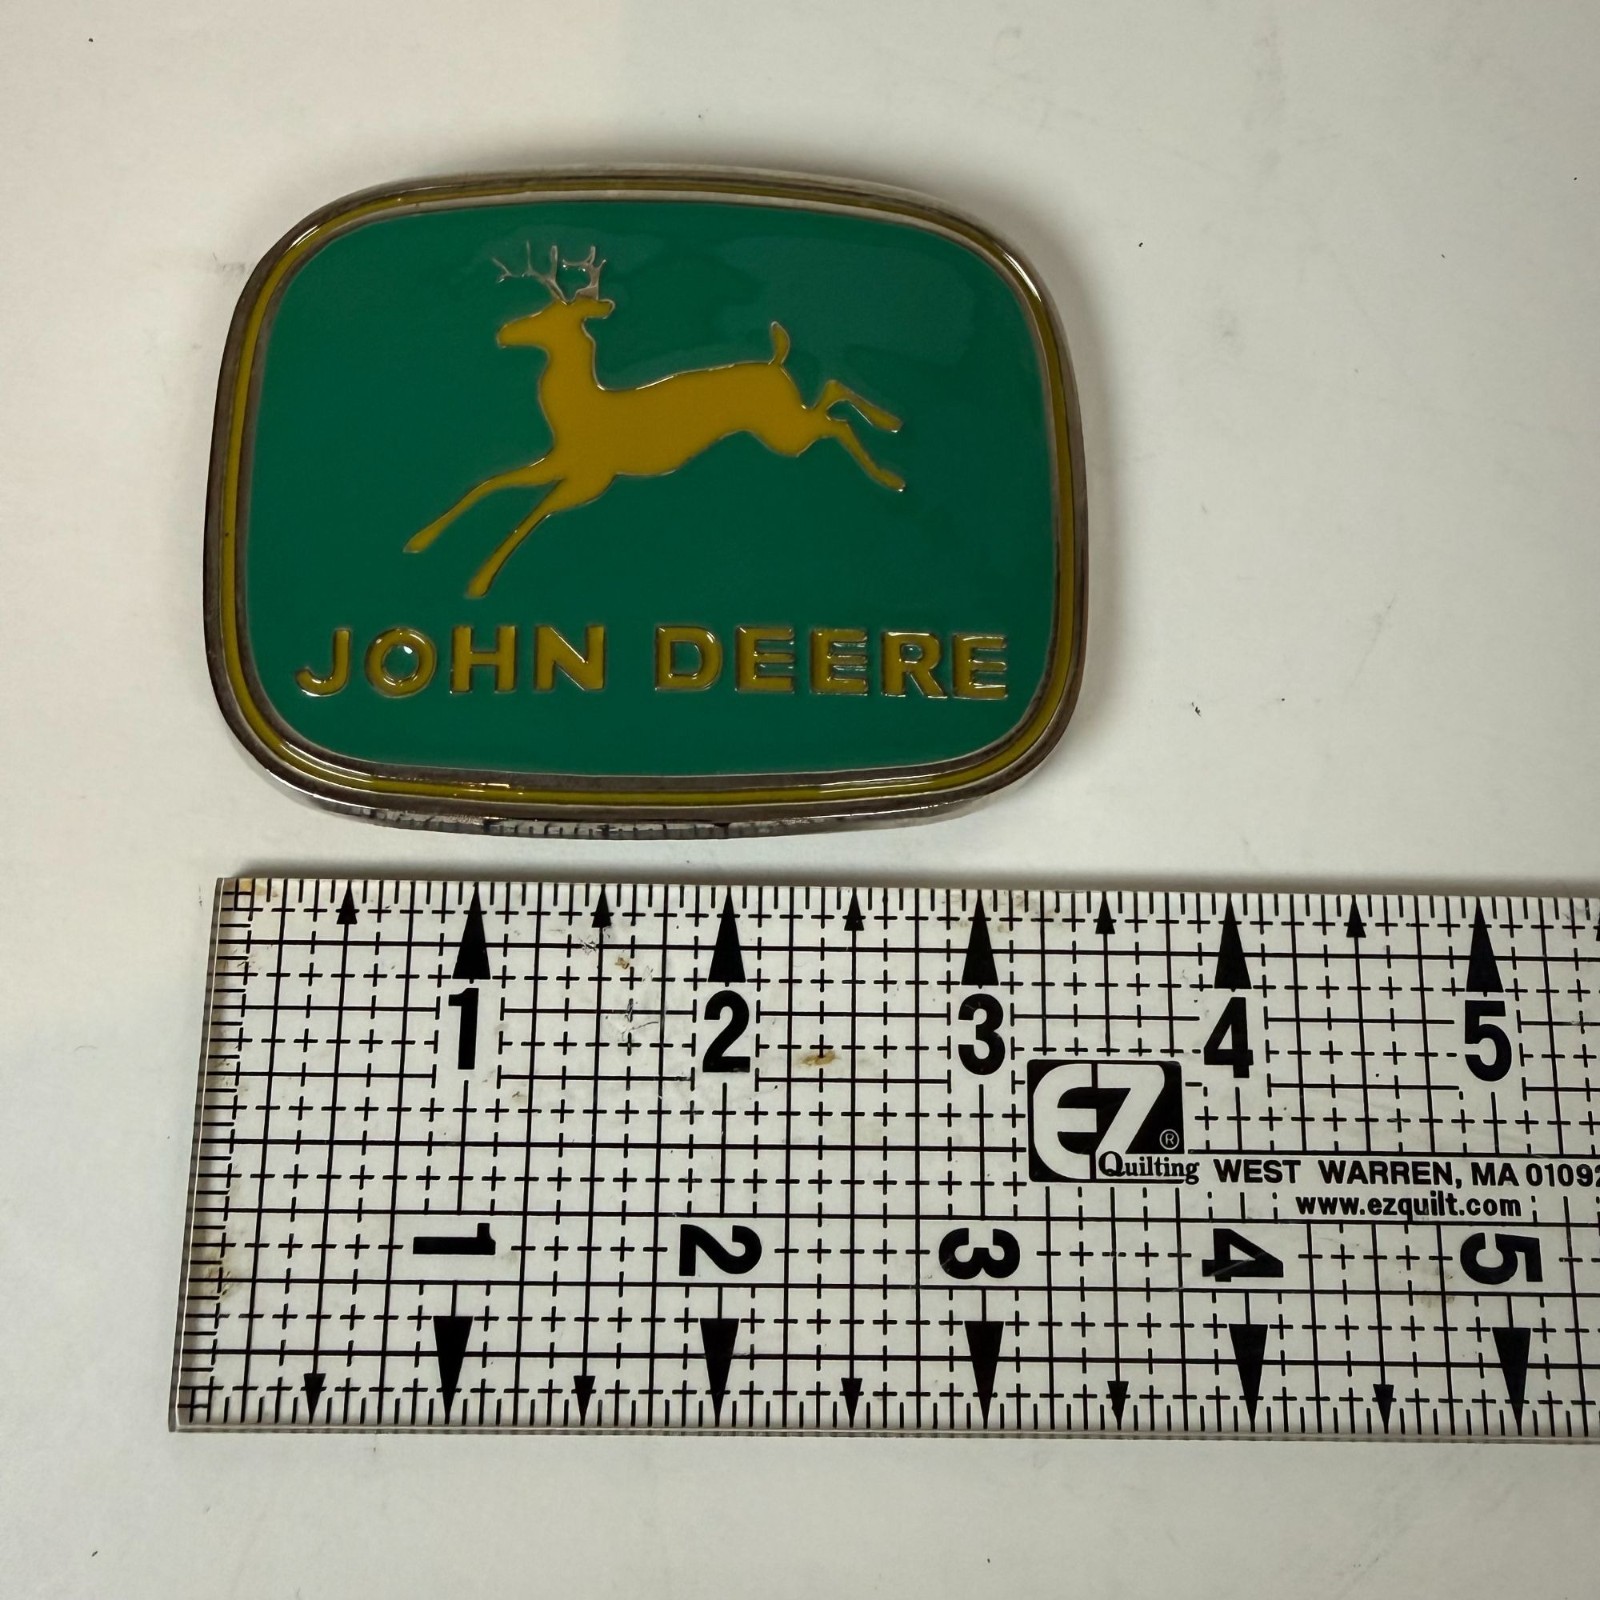 JOHN DEERE
1 2 3 4 5
EZ ®
Quilting WEST WARREN, MA 01092
www.ezquilt.com
1 2 3 4 5